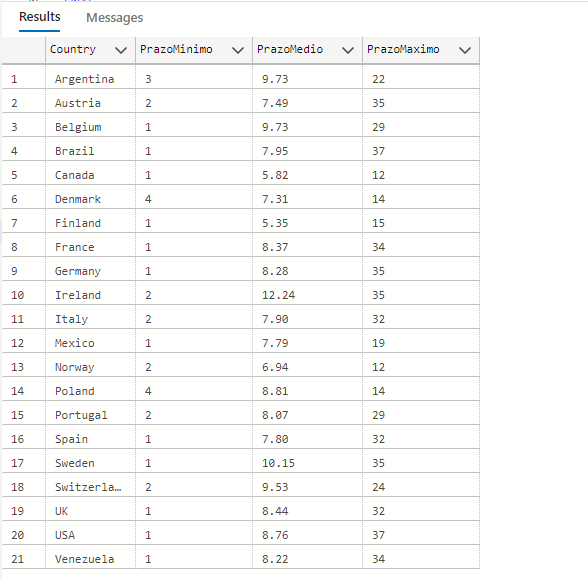 Results Messages
Country PrazoMinimo PrazoMedio PrazoMaximo
1 Argentina 3 9.73 22
2 Austria 2 7.49 35
3 Belgium 1 9.73 29
4 Brazil 1 7.95 37
5 Canada 1 5.82 12
6 Denmark 4 7.31 14
7 Finland 1 5.35 15
8 France 1 8.37 34
9 Germany 1 8.28 35
10 Ireland 2 12.24 35
11 Italy 2 7.90 32
12 Mexico 1 7.79 19
13 Norway 2 6.94 12
14 Poland 4 8.81 14
15 Portugal 2 8.07 29
16 Spain 1 7.80 32
17 Sweden 1 10.15 35
18 Switzerla… 2 9.53 24
19 UK 1 8.44 32
20 USA 1 8.76 37
21 Venezuela 1 8.22 34